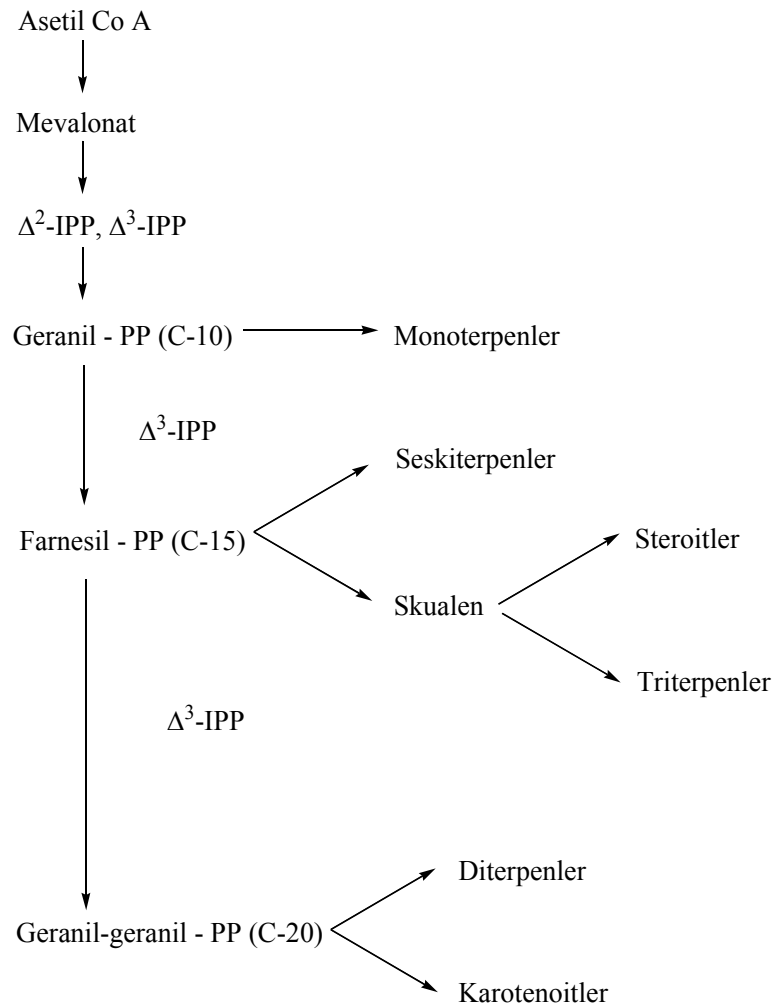 Asetil Co A
Mevalonat
Δ²-IPP, Δ³-IPP
Geranil - PP (C-10)
Monoterpenler
Δ³-IPP
Seskiterpenler
Farnesil - PP (C-15)
Steroitler
Skualen
Triterpenler
Δ³-IPP
Diterpenler
Geranil-geranil - PP (C-20)
Karotenoitler